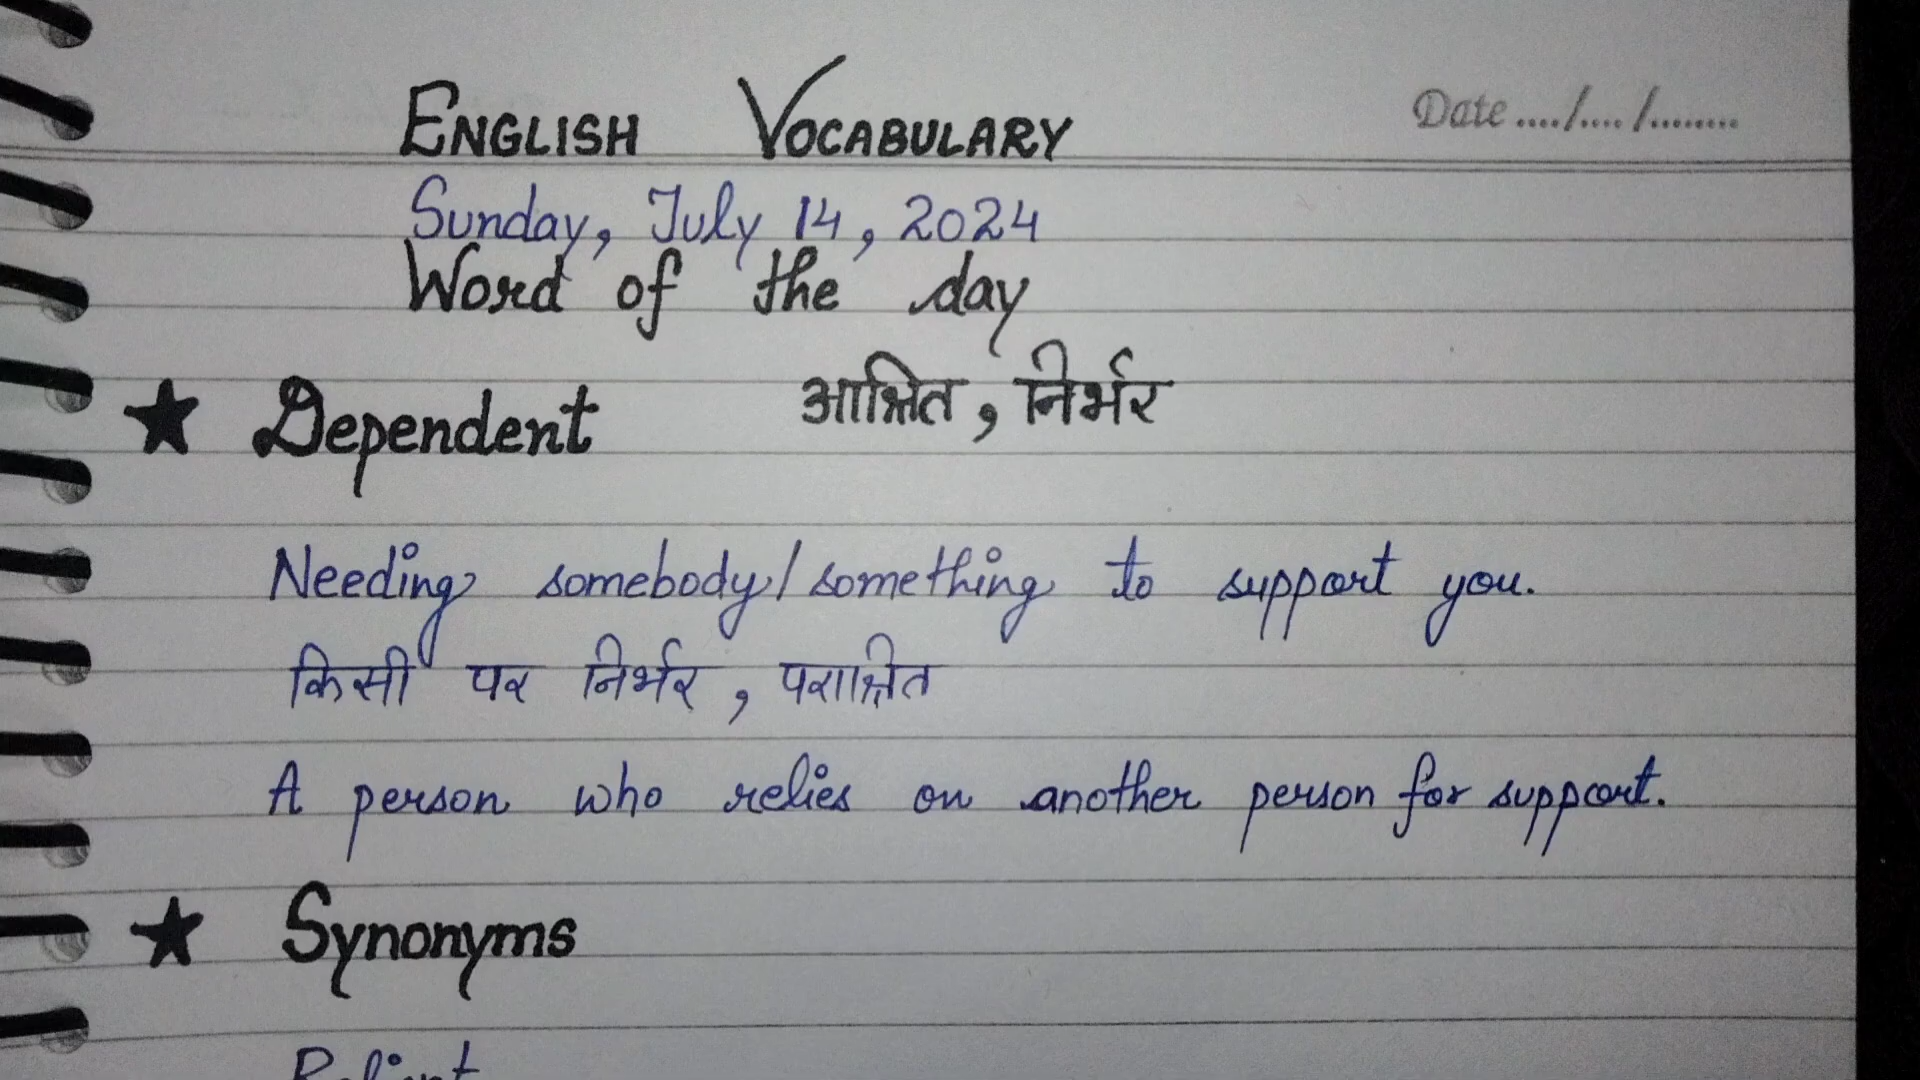 ENGLISH VOCABULARY
Date ..../..../........
Sunday, July 14, 2024
Word of the day
★ Dependent आश्रित, निर्भर
Needing somebody/something to support you.
किसी पर निर्भर, पराश्रित
A person who relies on another person for support.
★ Synonyms
Reliant